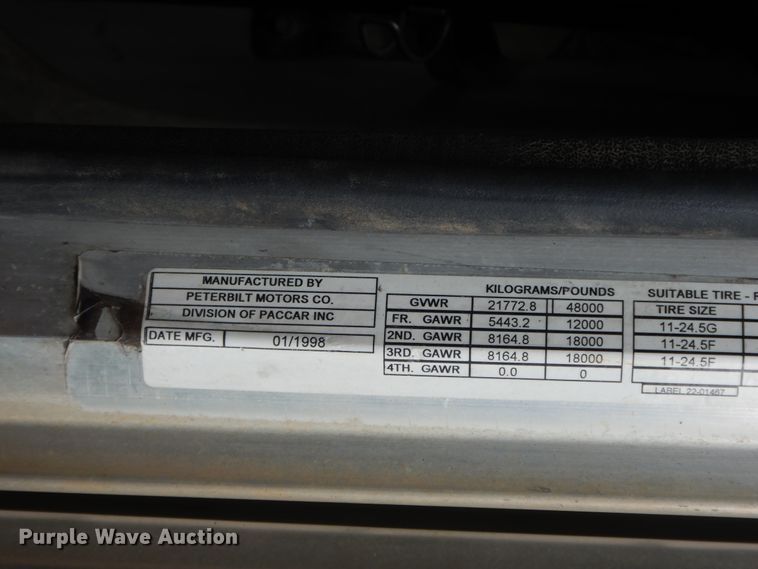 MANUFACTURED BY
PETERBILT MOTORS CO.
DIVISION OF PACCAR INC
DATE MFG. 01/1998
KILOGRAMS/POUNDS
GVWR 21772.8 48000
FR. GAWR 5443.2 12000
2ND. GAWR 8164.8 18000
3RD. GAWR 8164.8 18000
4TH. GAWR 0.0 0
SUITABLE TIRE -
TIRE SIZE
11-24.5G
11-24.5F
11-24.5F
LABEL 22-01467
Purple Wave Auction